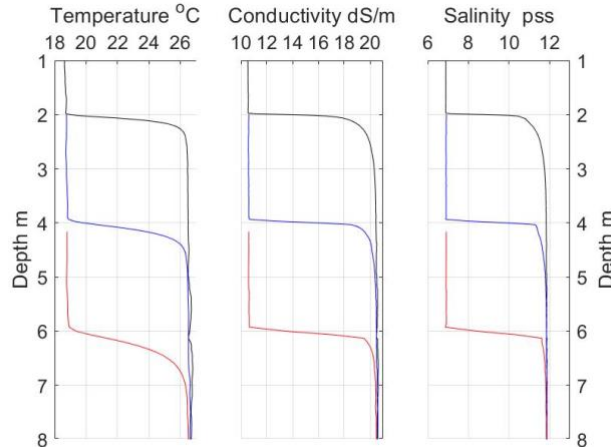 Temperature °C Conductivity dS/m Salinity pss
18 20 22 24 26 10 12 14 16 18 20 6 8 10 12
1 1
2 2
3 3
4 4
5 5
6 6
7 7
8 8
Depth m Depth m